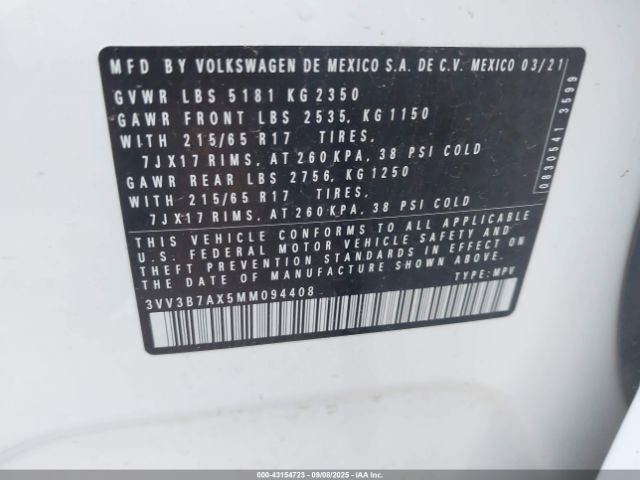 MFD BY VOLKSWAGEN DE MEXICO S.A. DE C.V. MEXICO 03/21
GVWR LBS 5181 KG 2350
GAWR FRONT LBS 2535, KG 1150
WITH 215/65 R17 TIRES,
7JX17 RIMS, AT 260 KPA, 38 PSI COLD
GAWR REAR LBS 2756, KG 1250
WITH 215/65 R17 TIRES,
7JX17 RIMS, AT 260 KPA, 38 PSI COLD
THIS VEHICLE CONFORMS TO ALL APPLICABLE
U.S. FEDERAL MOTOR VEHICLE SAFETY AND
THEFT PREVENTION STANDARDS IN EFFECT ON
THE DATE OF MANUFACTURE SHOWN ABOVE.
3VV3B7AX5MM094408 TYPE: MPV
0830541 3599
000-43154723 - 09/08/2025 - IAAI.com